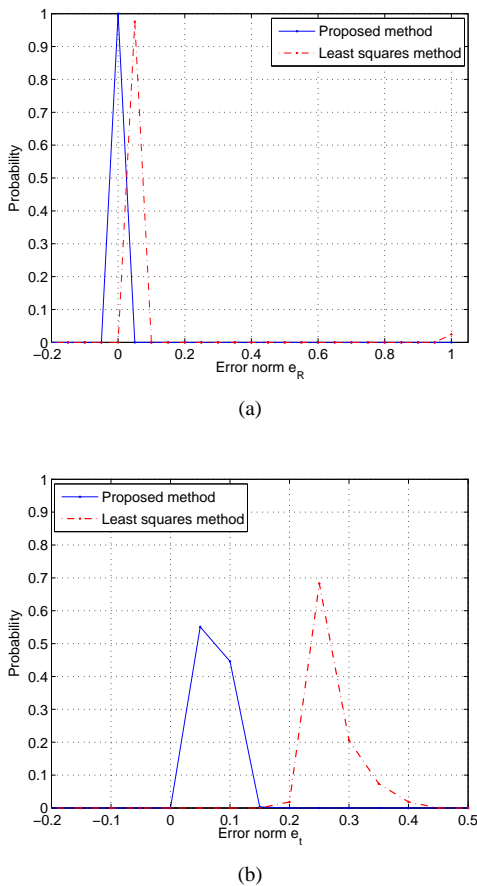 1
0.9
0.8
0.7
0.6
0.5
0.4
0.3
0.2
0.1
0
Probability
Proposed method
Least squares method
−0.2 0 0.2 0.4 0.6 0.8 1
Error norm e_R
(a)
1
0.9
0.8
0.7
0.6
0.5
0.4
0.3
0.2
0.1
0
Probability
Proposed method
Least squares method
−0.2 −0.1 0 0.1 0.2 0.3 0.4 0.5
Error norm e_t
(b)